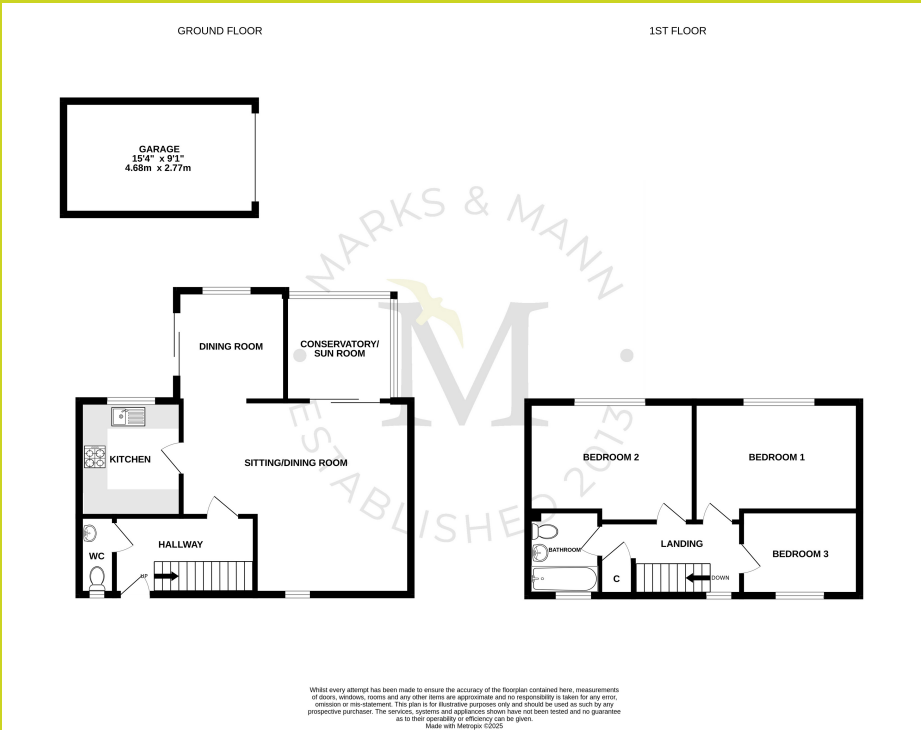 GROUND FLOOR
1ST FLOOR
GARAGE
15'4" x 9'1"
4.68m x 2.77m
MARKS & MANN
M
ESTABLISHED 2013
DINING ROOM
CONSERVATORY/
SUN ROOM
KITCHEN
SITTING/DINING ROOM
HALLWAY
WC
UP
BEDROOM 2
BEDROOM 1
BATHROOM
LANDING
BEDROOM 3
C
DOWN
Whilst every attempt has been made to ensure the accuracy of the floorplan contained here, measurements
of doors, windows, rooms and any other items are approximate and no responsibility is taken for any error,
omission or mis-statement. This plan is for illustrative purposes only and should be used as such by any
prospective purchaser. The services, systems and appliances shown have not been tested and no guarantee
as to their operability or efficiency can be given.
Made with Metropix ©2025